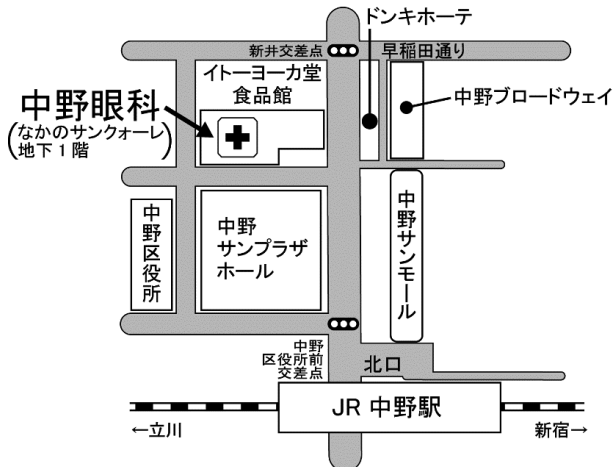 ドンキホーテ
新井交差点
早稲田通り
イトーヨーカ堂
食品館
中野ブロードウェイ
中野眼科
(なかのサンクォーレ)
地下1階
中野区役所
中野
サンプラザ
ホール
中野サンモール
中野
区役所前
交差点
北口
JR 中野駅
←立川
新宿→